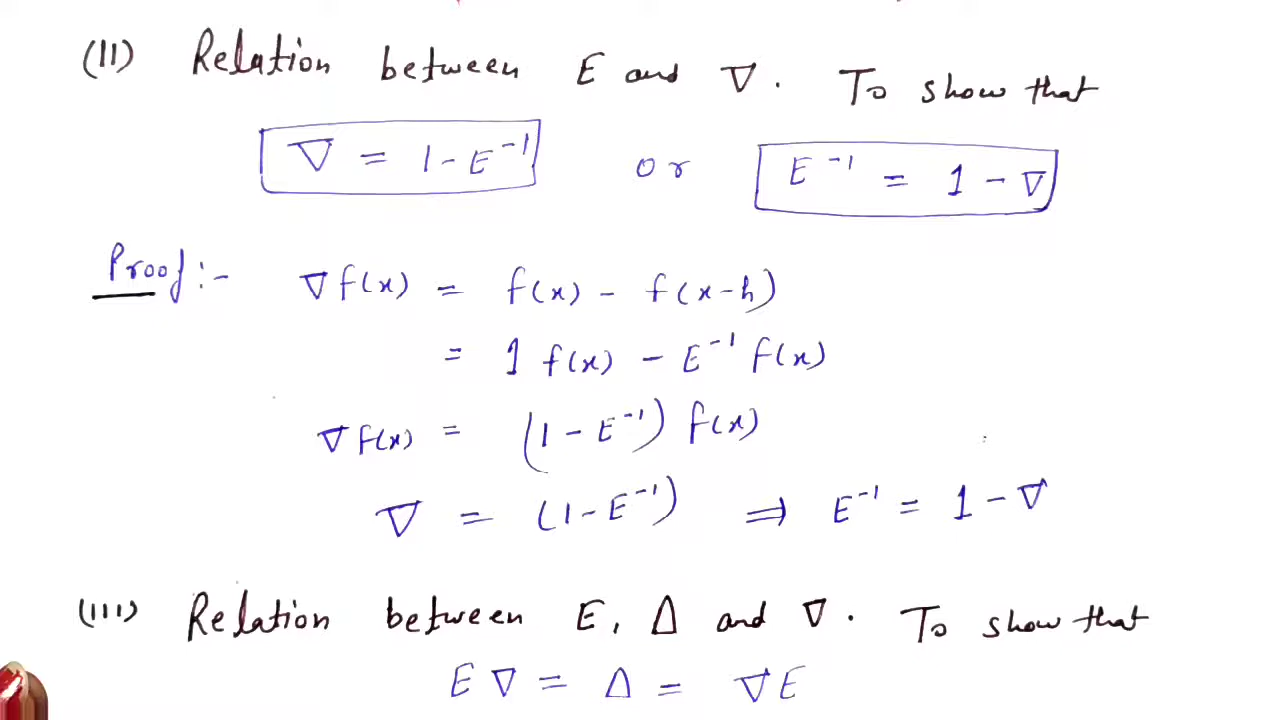 (II) Relation between E and ∇. To show that
∇ = 1 - E⁻¹ or E⁻¹ = 1 - ∇
Proof:- ∇f(x) = f(x) - f(x-h)
= 1 f(x) - E⁻¹ f(x)
∇f(x) = (1 - E⁻¹) f(x)
∇ = (1 - E⁻¹) ⇒ E⁻¹ = 1 - ∇
(III) Relation between E, Δ and ∇. To show that
E∇ = Δ = ∇E